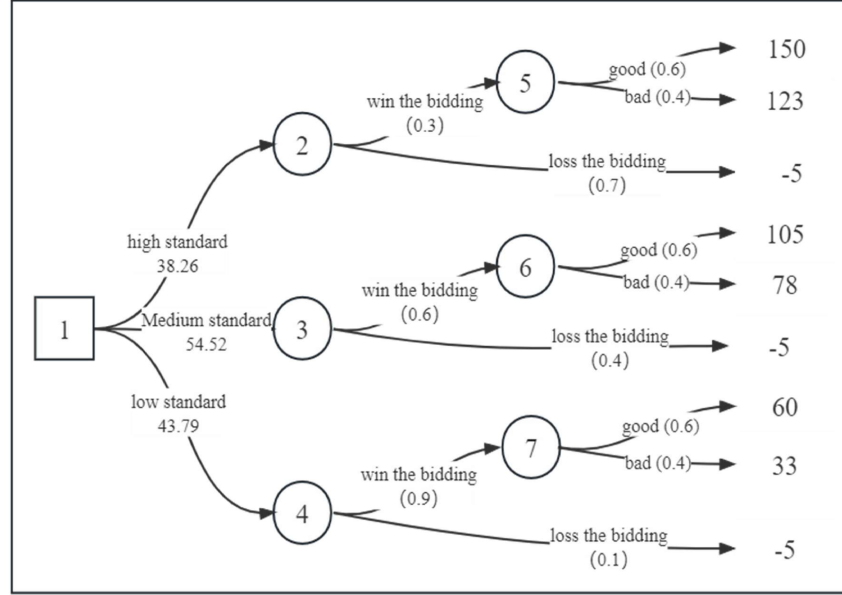 150
good (0.6)
5
bad (0.4)
123
win the bidding
(0.3)
2
loss the bidding
(0.7)
-5
high standard
38.26
105
good (0.6)
6
bad (0.4)
78
win the bidding
(0.6)
1
Medium standard
54.52
3
loss the bidding
(0.4)
-5
low standard
43.79
60
good (0.6)
7
bad (0.4)
33
win the bidding
(0.9)
4
loss the bidding
(0.1)
-5